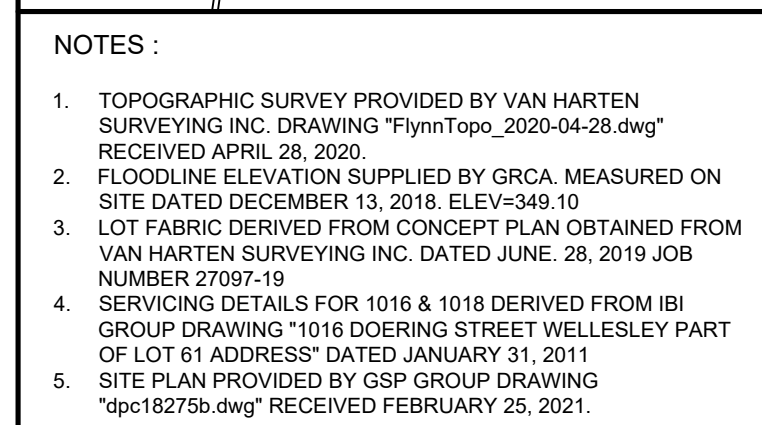 NOTES :
1. TOPOGRAPHIC SURVEY PROVIDED BY VAN HARTEN
SURVEYING INC. DRAWING "FlynnTopo_2020-04-28.dwg"
RECEIVED APRIL 28, 2020.
2. FLOODLINE ELEVATION SUPPLIED BY GRCA. MEASURED ON
SITE DATED DECEMBER 13, 2018. ELEV=349.10
3. LOT FABRIC DERIVED FROM CONCEPT PLAN OBTAINED FROM
VAN HARTEN SURVEYING INC. DATED JUNE. 28, 2019 JOB
NUMBER 27097-19
4. SERVICING DETAILS FOR 1016 & 1018 DERIVED FROM IBI
GROUP DRAWING "1016 DOERING STREET WELLESLEY PART
OF LOT 61 ADDRESS" DATED JANUARY 31, 2011
5. SITE PLAN PROVIDED BY GSP GROUP DRAWING
"dpc18275b.dwg" RECEIVED FEBRUARY 25, 2021.